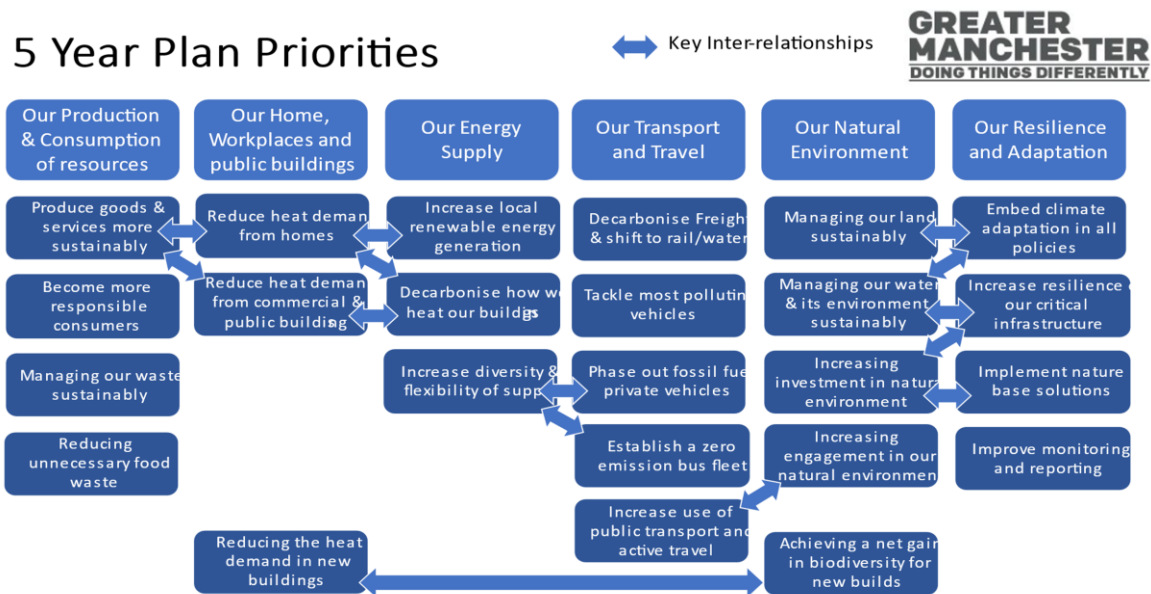 5 Year Plan Priorities
Key Inter-relationships
GREATER
MANCHESTER
DOING THINGS DIFFERENTLY
Our Production
& Consumption
of resources
Our Home,
Workplaces and
public buildings
Our Energy
Supply
Our Transport
and Travel
Our Natural
Environment
Our Resilience
and Adaptation
Produce goods &
services more
sustainably
Become more
responsible
consumers
Managing our waste
sustainably
Reducing
unnecessary food
waste
Reduce heat deman
from homes
Reduce heat deman
from commercial &
public building
Reducing the heat
demand in new
buildings
Increase local
renewable energy
generation
Decarbonise how we
heat our buildings
Increase diversity &
flexibility of supp
Decarbonise Freight
& shift to rail/water
Tackle most pollutin
vehicles
Phase out fossil fue
private vehicles
Establish a zero
emission bus fleet
Increase use of
public transport and
active travel
Managing our land
sustainably
Managing our water
& its environment
sustainably
Increasing
investment in natur
environment
Increasing
engagement in our
natural environmen
Achieving a net gain
in biodiversity for
new builds
Embed climate
adaptation in all
policies
Increase resilience o
our critical
infrastructure
Implement nature
base solutions
Improve monitoring
and reporting